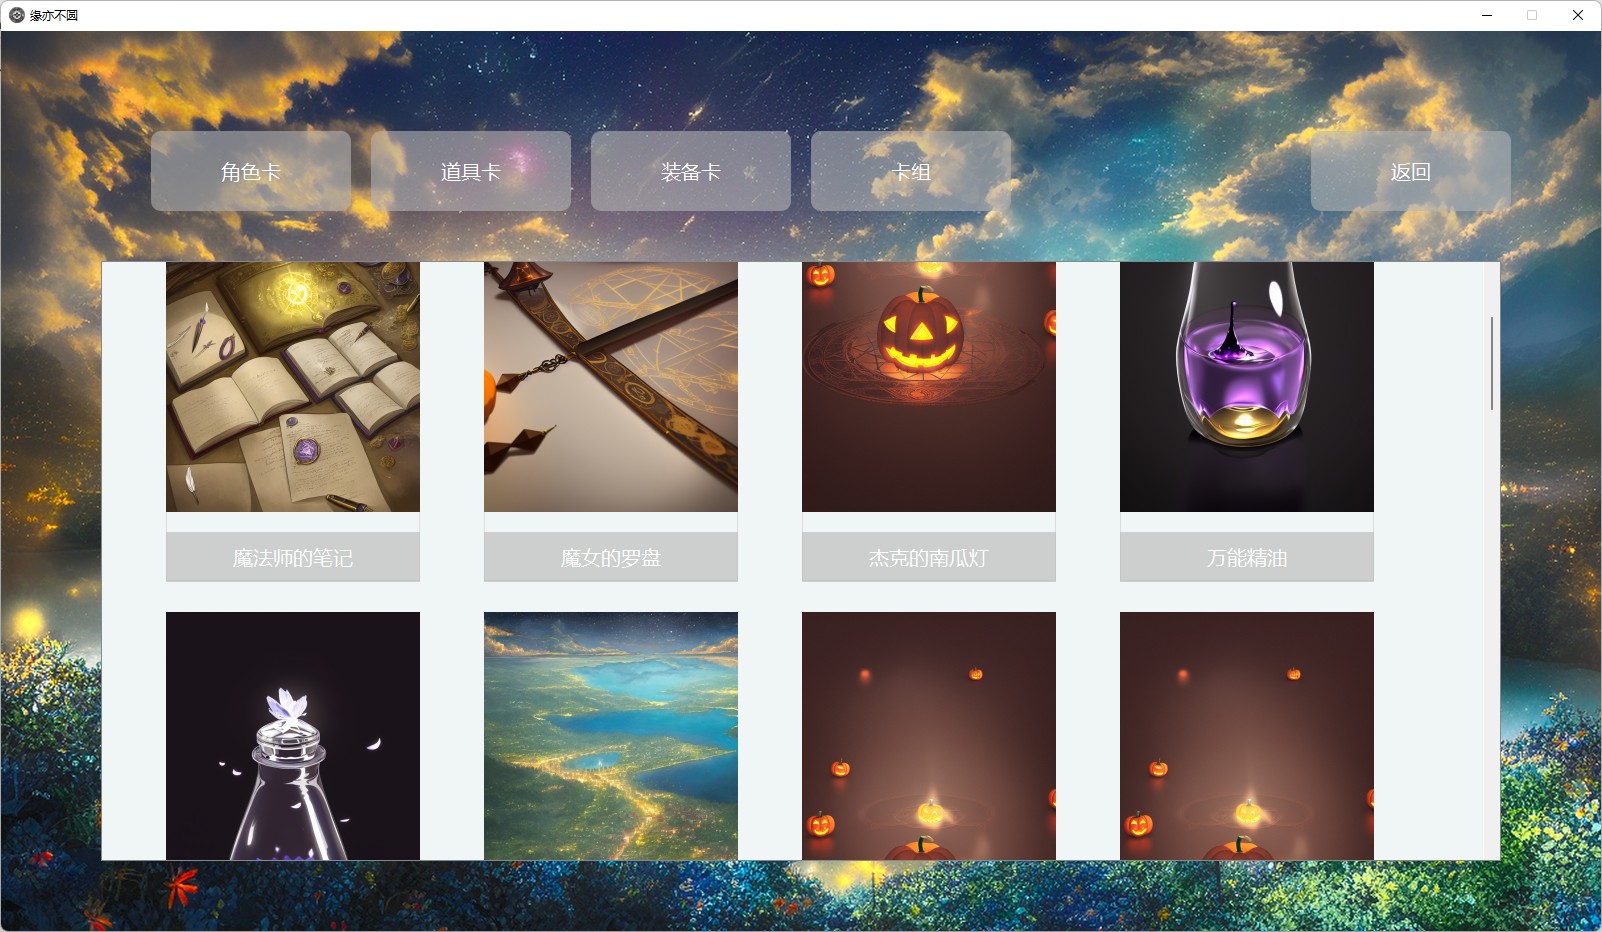 缘亦不圆
角色卡
道具卡
装备卡
卡组
返回
魔法师的笔记
魔女的罗盘
杰克的南瓜灯
万能精油